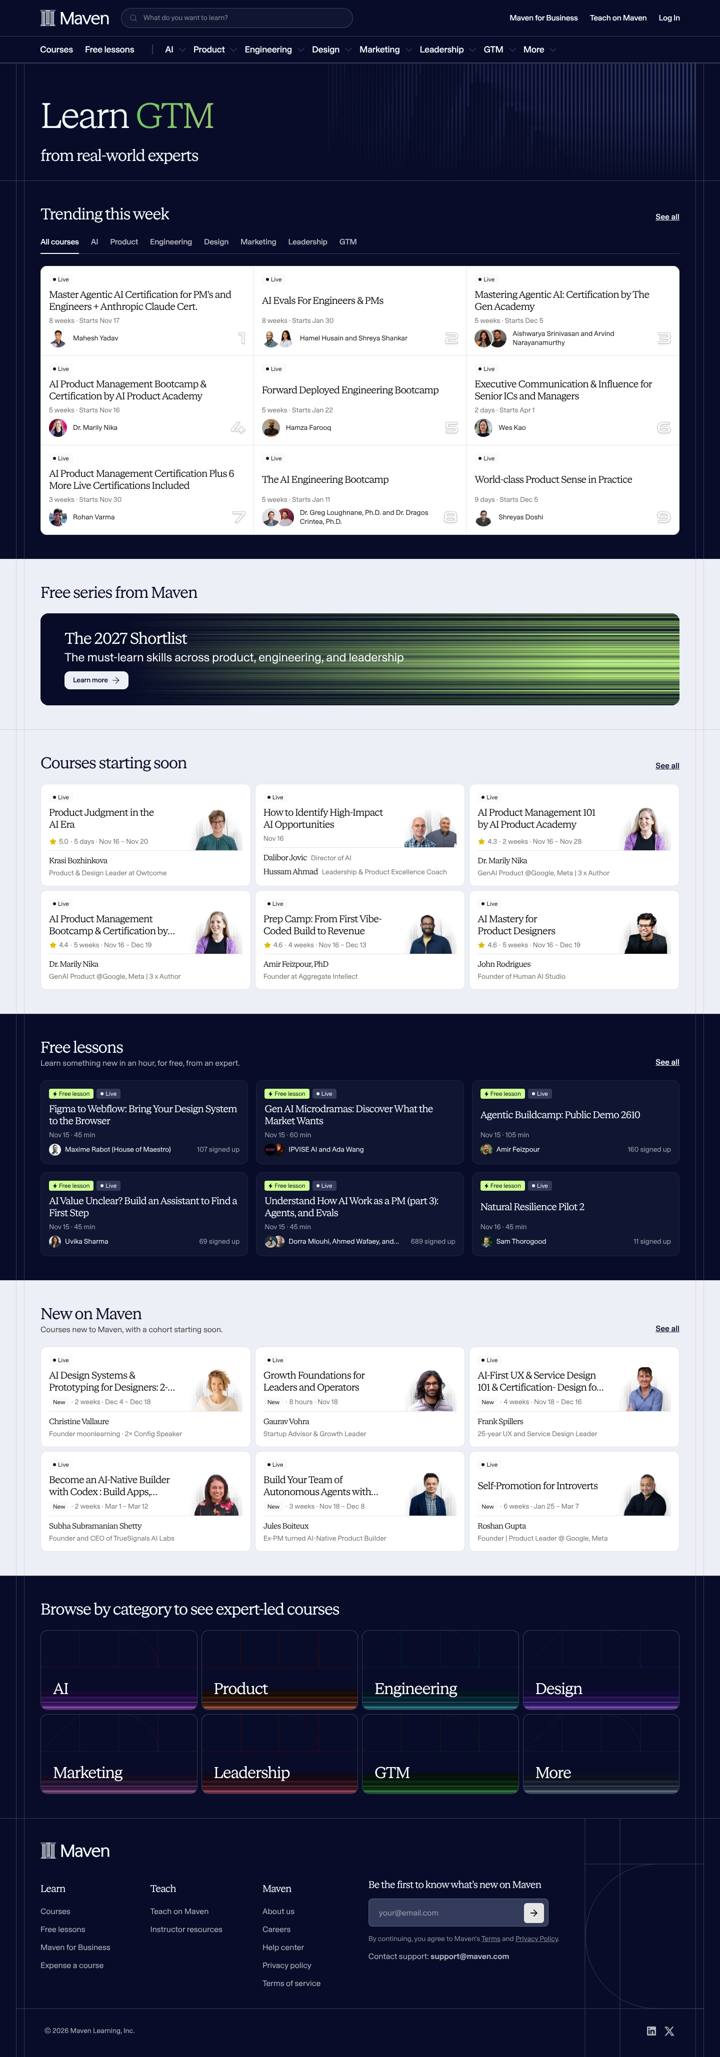 Maven
What do you want to learn?
Maven for Business
Teach on Maven
Log In
Courses
Free lessons
AI
Product
Engineering
Design
Marketing
Leadership
GTM
More
Learn GTM
from real-world experts
Trending this week
See all
All courses
AI
Product
Engineering
Design
Marketing
Leadership
GTM
Live
Master Agentic AI Certification for PM's and
Engineers + Anthropic Claude Cert.
8 weeks · Starts Nov 17
Mahesh Yadav
1
Live
AI Evals For Engineers & PMs
8 weeks · Starts Jan 30
Hamel Husain and Shreya Shankar
2
Live
Mastering Agentic AI: Certification by The
Gen Academy
5 weeks · Starts Dec 5
Aishwarya Srinivasan and Arvind
Narayanamurthy
3
Live
AI Product Management Bootcamp &
Certification by AI Product Academy
5 weeks · Starts Nov 16
Dr. Marily Nika
4
Live
Forward Deployed Engineering Bootcamp
5 weeks · Starts Jan 22
Hamza Farooq
5
Live
Executive Communication & Influence for
Senior ICs and Managers
2 days · Starts Apr 1
Wes Kao
6
Live
AI Product Management Certification Plus 6
More Live Certifications Included
3 weeks · Starts Nov 30
Rohan Varma
7
Live
The AI Engineering Bootcamp
5 weeks · Starts Jan 11
Dr. Greg Loughnane, Ph.D. and Dr. Dragos
Crintea, Ph.D.
8
Live
World-class Product Sense in Practice
9 days · Starts Dec 5
Shreyas Doshi
9
Free series from Maven
The 2027 Shortlist
The must-learn skills across product, engineering, and leadership
Learn more
Courses starting soon
See all
Live
Product Judgment in the
AI Era
5.0 · 5 days · Nov 16 – Nov 20
Krasi Bozhinkova
Product & Design Leader at Owtcome
Live
How to Identify High-Impact
AI Opportunities
Nov 16
Dalibor Jovic Director of AI
Hussam Ahmad Leadership & Product Excellence Coach
Live
AI Product Management 101
by AI Product Academy
4.3 · 2 weeks · Nov 16 – Nov 28
Dr. Marily Nika
GenAI Product @Google, Meta | 3 x Author
Live
AI Product Management
Bootcamp & Certification by...
4.4 · 5 weeks · Nov 16 – Dec 19
Dr. Marily Nika
GenAI Product @Google, Meta | 3 x Author
Live
Prep Camp: From First Vibe-
Coded Build to Revenue
4.6 · 4 weeks · Nov 16 – Dec 13
Amir Feizpour, PhD
Founder at Aggregate Intellect
Live
AI Mastery for
Product Designers
4.6 · 5 weeks · Nov 16 – Dec 19
John Rodrigues
Founder of Human AI Studio
Free lessons
Learn something new in an hour, for free, from an expert.
See all
Free lesson
Live
Figma to Webflow: Bring Your Design System
to the Browser
Nov 15 · 45 min
Maxime Rabot (House of Maestro)
107 signed up
Free lesson
Live
Gen AI Microdramas: Discover What the
Market Wants
Nov 15 · 60 min
IPVISE AI and Ada Wang
Free lesson
Live
Agentic Buildcamp: Public Demo 2610
Nov 15 · 105 min
Amir Feizpour
160 signed up
Free lesson
Live
AI Value Unclear? Build an Assistant to Find a
First Step
Nov 15 · 45 min
Uvika Sharma
69 signed up
Free lesson
Live
Understand How AI Work as a PM (part 3):
Agents, and Evals
Nov 15 · 45 min
Dorra Mlouhi, Ahmed Wafaey, and...
689 signed up
Free lesson
Live
Natural Resilience Pilot 2
Nov 16 · 45 min
Sam Thorogood
11 signed up
New on Maven
Courses new to Maven, with a cohort starting soon.
See all
Live
AI Design Systems &
Prototyping for Designers: 2-...
New · 2 weeks · Dec 4 – Dec 18
Christine Vallaure
Founder moonlearning · 2× Config Speaker
Live
Growth Foundations for
Leaders and Operators
New · 8 hours · Nov 18
Gaurav Vohra
Startup Advisor & Growth Leader
Live
AI-First UX & Service Design
101 & Certification- Design fo...
New · 4 weeks · Nov 18 – Dec 16
Frank Spillers
25-year UX and Service Design Leader
Live
Become an AI-Native Builder
with Codex : Build Apps,...
New · 2 weeks · Mar 1 – Mar 12
Subha Subramanian Shetty
Founder and CEO of TrueSignals AI Labs
Live
Build Your Team of
Autonomous Agents with...
New · 3 weeks · Nov 18 – Dec 8
Jules Boiteux
Ex-PM turned AI-Native Product Builder
Live
Self-Promotion for Introverts
New · 6 weeks · Jan 25 – Mar 7
Roshan Gupta
Founder | Product Leader @ Google, Meta
Browse by category to see expert-led courses
AI
Product
Engineering
Design
Marketing
Leadership
GTM
More
Maven
Learn
Courses
Free lessons
Maven for Business
Expense a course
Teach
Teach on Maven
Instructor resources
Maven
About us
Careers
Help center
Privacy policy
Terms of service
Be the first to know what's new on Maven
your@email.com
By continuing, you agree to Maven's Terms and Privacy Policy.
Contact support: support@maven.com
© 2026 Maven Learning, Inc.